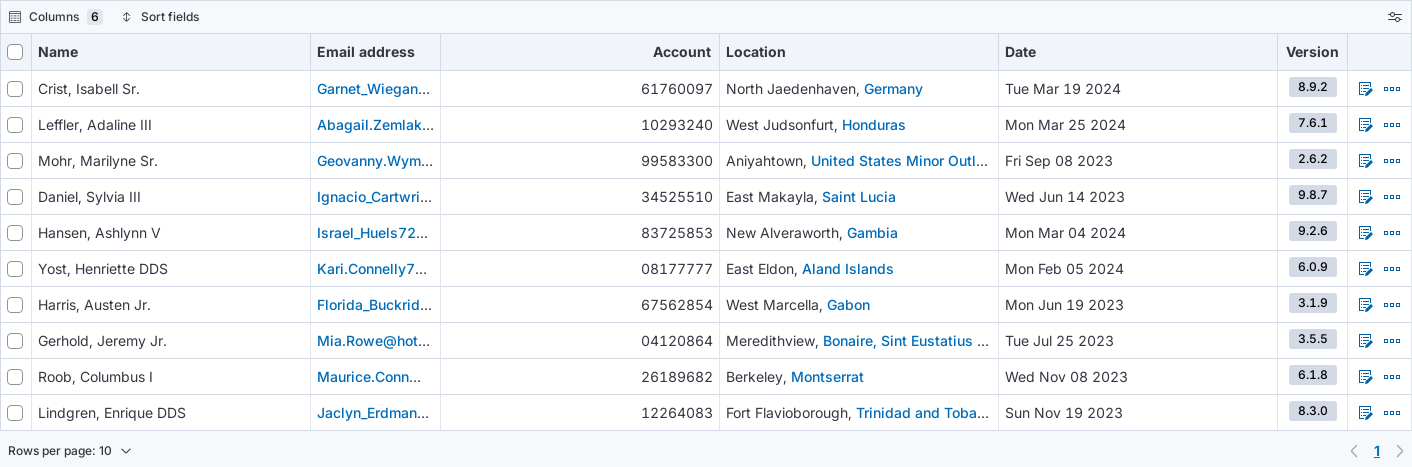 Columns 6 Sort fields
Name Email address Account Location Date Version
Crist, Isabell Sr. Garnet_Wiegan... 61760097 North Jaedenhaven, Germany Tue Mar 19 2024 8.9.2
Leffler, Adaline III Abagail.Zemlak... 10293240 West Judsonfurt, Honduras Mon Mar 25 2024 7.6.1
Mohr, Marilyne Sr. Geovanny.Wym... 99583300 Aniyahtown, United States Minor Outl... Fri Sep 08 2023 2.6.2
Daniel, Sylvia III Ignacio_Cartwri... 34525510 East Makayla, Saint Lucia Wed Jun 14 2023 9.8.7
Hansen, Ashlynn V Israel_Huels72... 83725853 New Alveraworth, Gambia Mon Mar 04 2024 9.2.6
Yost, Henriette DDS Kari.Connelly7... 08177777 East Eldon, Aland Islands Mon Feb 05 2024 6.0.9
Harris, Austen Jr. Florida_Buckrid... 67562854 West Marcella, Gabon Mon Jun 19 2023 3.1.9
Gerhold, Jeremy Jr. Mia.Rowe@hot... 04120864 Meredithview, Bonaire, Sint Eustatius ... Tue Jul 25 2023 3.5.5
Roob, Columbus I Maurice.Conn... 26189682 Berkeley, Montserrat Wed Nov 08 2023 6.1.8
Lindgren, Enrique DDS Jaclyn_Erdman... 12264083 Fort Flavioborough, Trinidad and Toba... Sun Nov 19 2023 8.3.0
Rows per page: 10 1